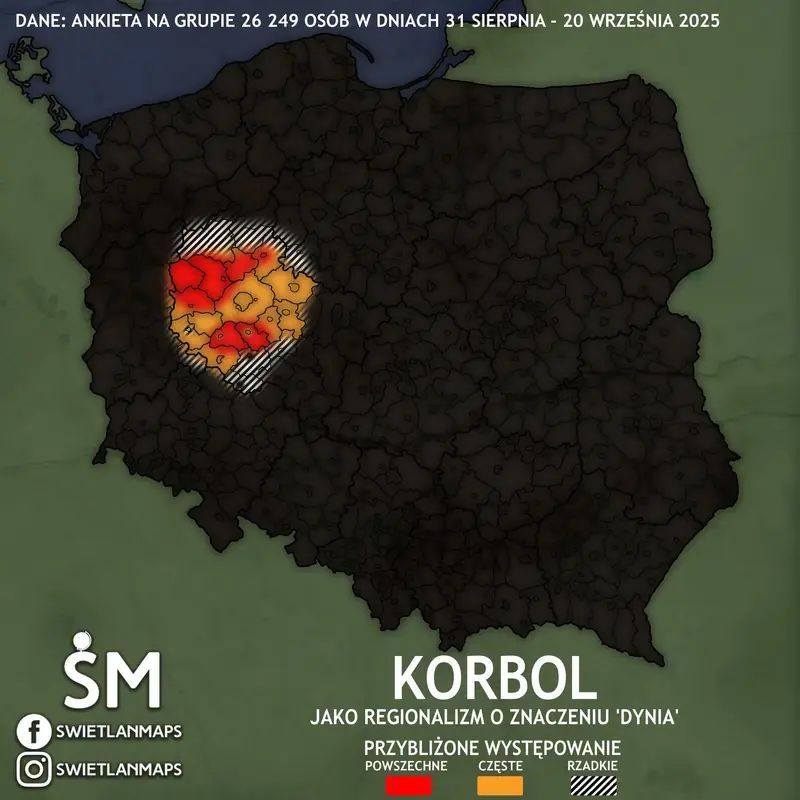 DANE: ANKIETA NA GRUPIE 26 249 OSÓB W DNIACH 31 SIERPNIA - 20 WRZEŚNIA 2025
KORBOL
JAKO REGIONALIZM O ZNACZENIU 'DYNIA'
PRZYBLIŻONE WYSTĘPOWANIE
POWSZECHNE CZĘSTE RZADKIE
ŚM
SWIETLANMAPS
SWIETLANMAPS